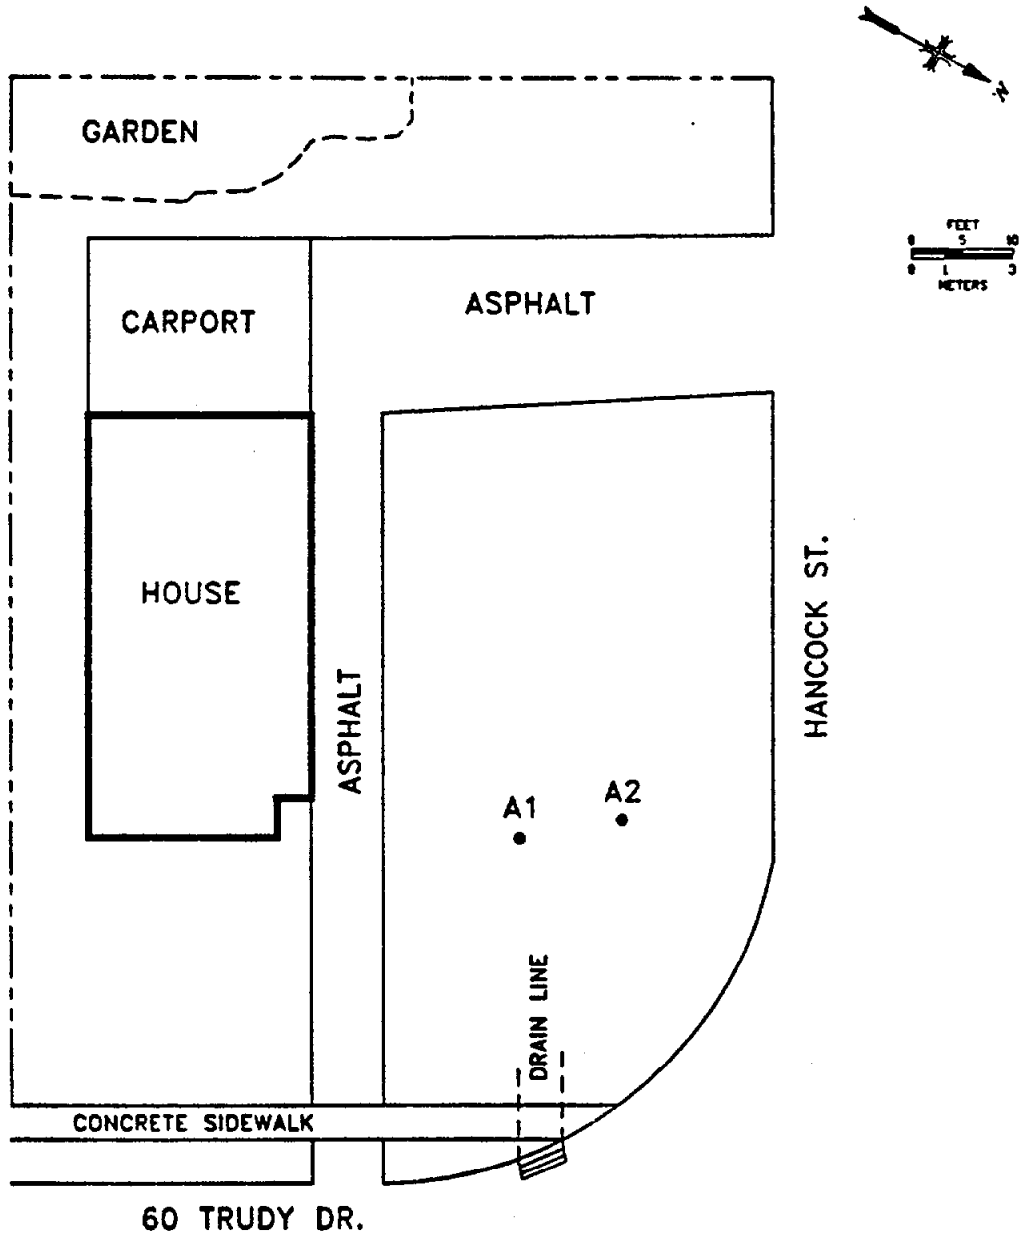 N
GARDEN
FEET
0 5 10
0 1 3
METERS
CARPORT
ASPHALT
HOUSE
HANCOCK ST.
ASPHALT
A1
A2
DRAIN LINE
CONCRETE SIDEWALK
60 TRUDY DR.